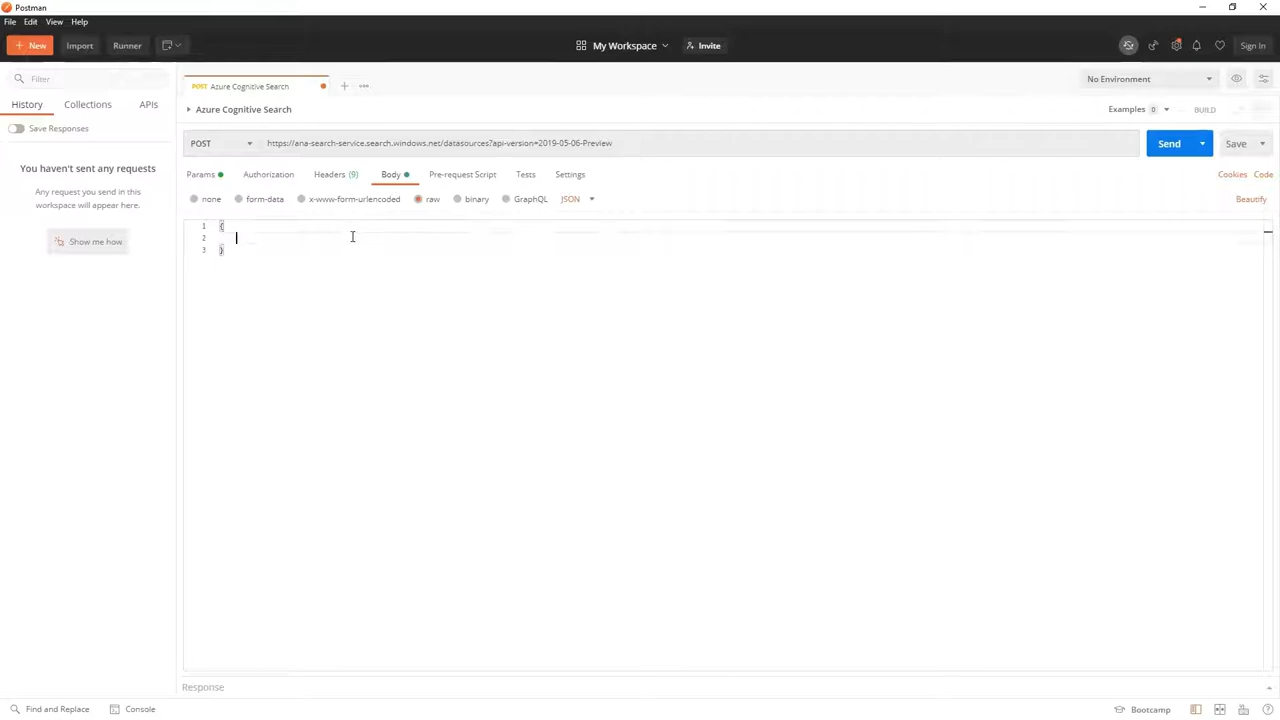 Postman
File Edit View Help
+ New Import Runner My Workspace Invite Sign In
Filter
History Collections APIs
Save Responses
You haven't sent any requests
Any request you send in this
workspace will appear here.
Show me how
POST Azure Cognitive Search + ••• No Environment
Azure Cognitive Search Examples 0 BUILD
POST https://ana-search-service.search.windows.net/datasources?api-version=2019-05-06-Preview Send Save
Params Authorization Headers (9) Body Pre-request Script Tests Settings Cookies Code
none form-data x-www-form-urlencoded raw binary GraphQL JSON Beautify
1 {
2
3 }
Response
Find and Replace Console Bootcamp